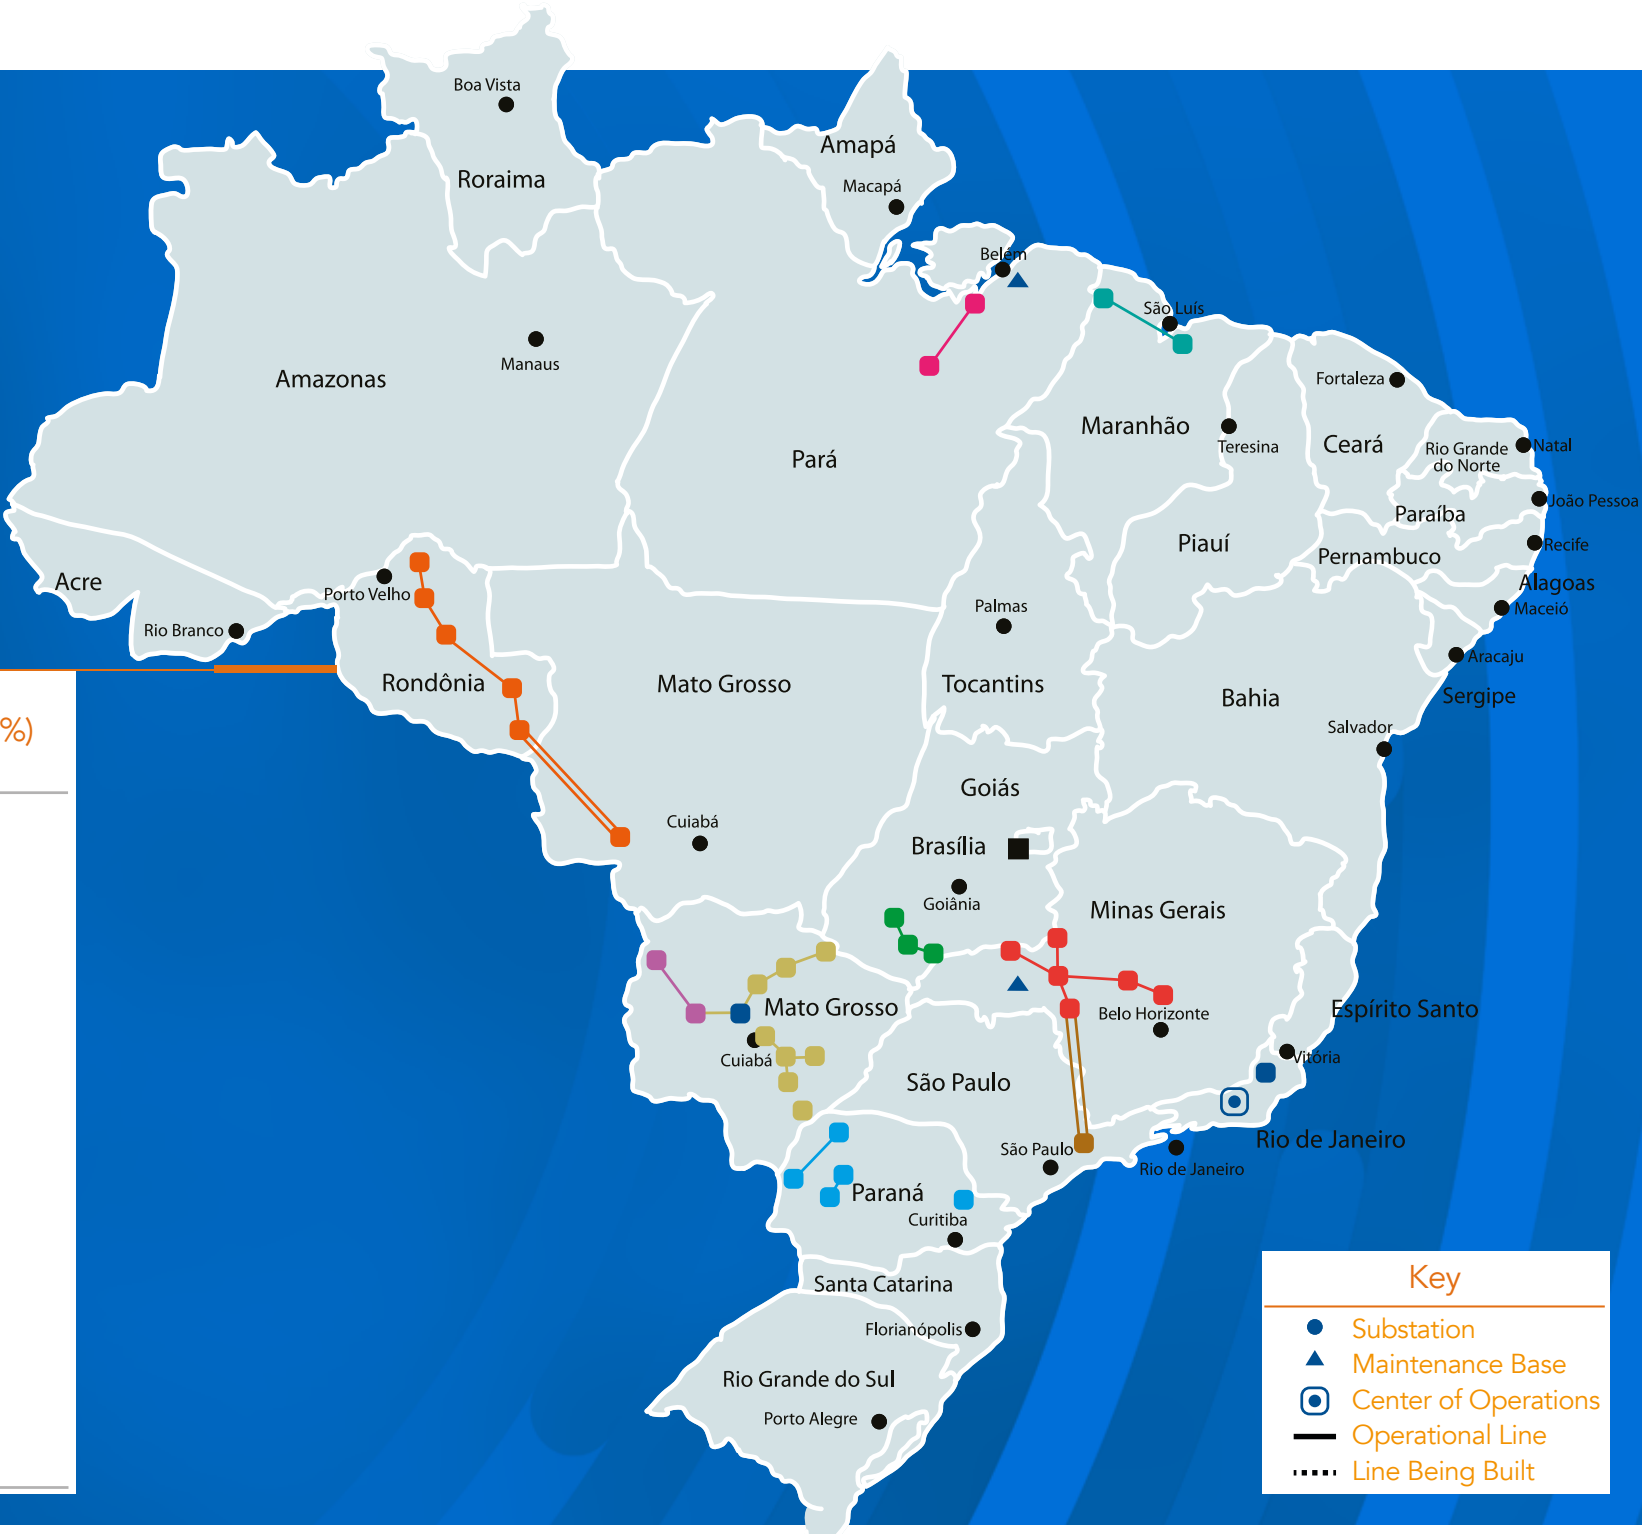 Boa Vista
Roraima
Amapá
Macapá
Belém
São Luís
Manaus
Amazonas
Fortaleza
Maranhão
Teresina
Ceará
Rio Grande
do Norte
Natal
Pará
João Pessoa
Paraíba
Piauí
Recife
Pernambuco
Acre
Porto Velho
Alagoas
Maceió
Palmas
Rio Branco
Aracaju
Rondônia
Mato Grosso
Tocantins
Bahia
Sergipe
%)
Salvador
Goiás
Cuiabá
Brasília
Goiânia
Minas Gerais
Mato Grosso
Belo Horizonte
Espírito Santo
Cuiabá
Vitória
São Paulo
Rio de Janeiro
São Paulo
Rio de Janeiro
Paraná
Curitiba
Santa Catarina
Florianópolis
Rio Grande do Sul
Porto Alegre
Key
Substation
Maintenance Base
Center of Operations
Operational Line
Line Being Built